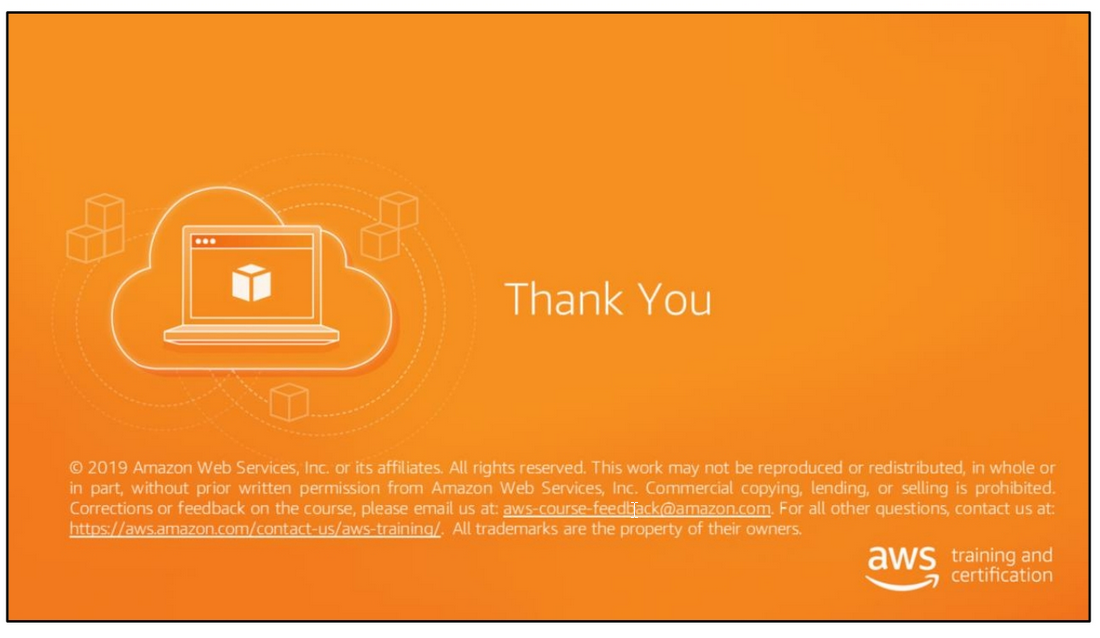 Thank You
© 2019 Amazon Web Services, Inc. or its affiliates. All rights reserved. This work may not be reproduced or redistributed, in whole or
in part, without prior written permission from Amazon Web Services, Inc. Commercial copying, lending, or selling is prohibited.
Corrections or feedback on the course, please email us at: aws-course-feedback@amazon.com. For all other questions, contact us at:
https://aws.amazon.com/contact-us/aws-training/. All trademarks are the property of their owners.
aws training and
certification